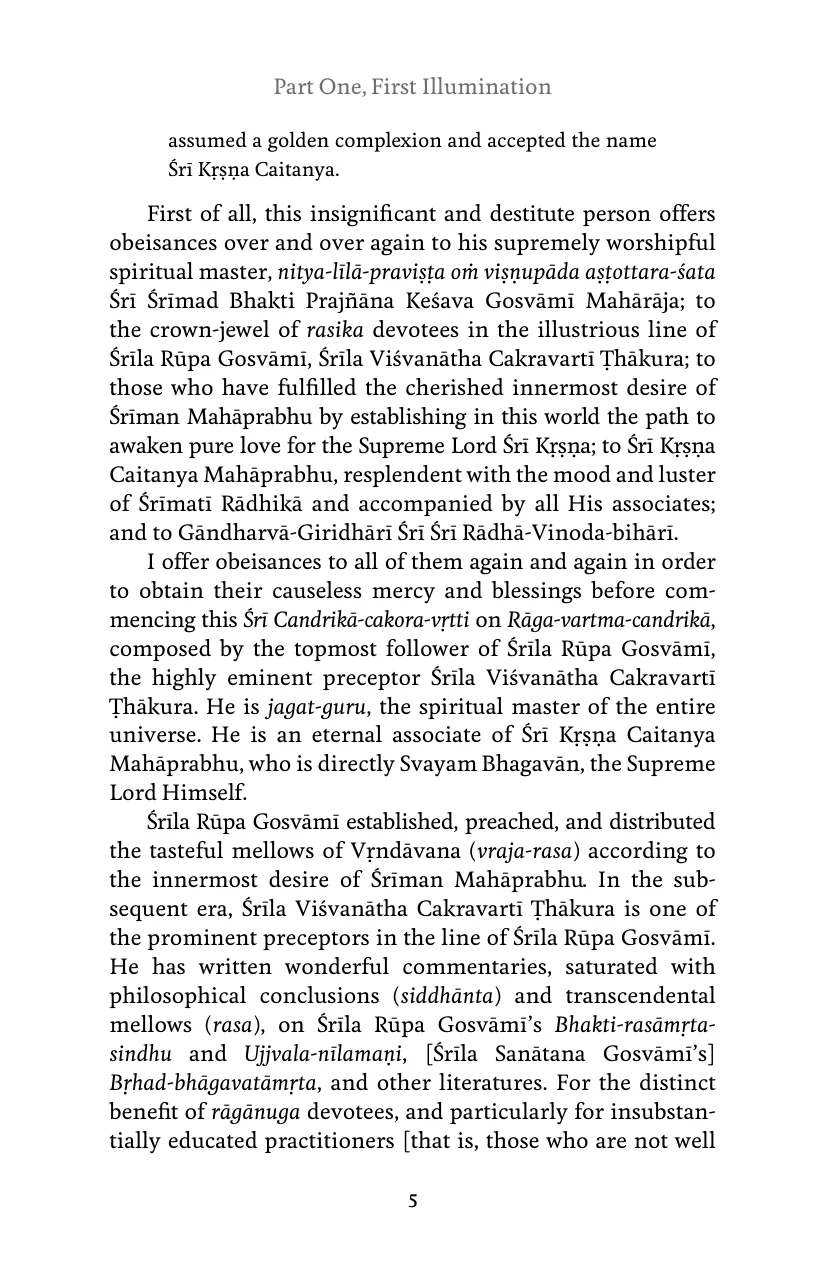 Part One, First Illumination
assumed a golden complexion and accepted the name
Śrī Kṛṣṇa Caitanya.
First of all, this insignificant and destitute person offers
obeisances over and over again to his supremely worshipful
spiritual master, nitya-līlā-praviṣṭa oṁ viṣṇupāda aṣṭottara-śata
Śrī Śrīmad Bhakti Prajñāna Keśava Gosvāmī Mahārāja; to
the crown-jewel of rasika devotees in the illustrious line of
Śrīla Rūpa Gosvāmī, Śrīla Viśvanātha Cakravartī Ṭhākura; to
those who have fulfilled the cherished innermost desire of
Śrīman Mahāprabhu by establishing in this world the path to
awaken pure love for the Supreme Lord Śrī Kṛṣṇa; to Śrī Kṛṣṇa
Caitanya Mahāprabhu, resplendent with the mood and luster
of Śrīmatī Rādhikā and accompanied by all His associates;
and to Gāndharvā-Giridhārī Śrī Śrī Rādhā-Vinoda-bihārī.
I offer obeisances to all of them again and again in order
to obtain their causeless mercy and blessings before com-
mencing this Śrī Candrikā-cakora-vṛtti on Rāga-vartma-candrikā,
composed by the topmost follower of Śrīla Rūpa Gosvāmī,
the highly eminent preceptor Śrīla Viśvanātha Cakravartī
Ṭhākura. He is jagat-guru, the spiritual master of the entire
universe. He is an eternal associate of Śrī Kṛṣṇa Caitanya
Mahāprabhu, who is directly Svayam Bhagavān, the Supreme
Lord Himself.
Śrīla Rūpa Gosvāmī established, preached, and distributed
the tasteful mellows of Vṛndāvana (vraja-rasa) according to
the innermost desire of Śrīman Mahāprabhu. In the sub-
sequent era, Śrīla Viśvanātha Cakravartī Ṭhākura is one of
the prominent preceptors in the line of Śrīla Rūpa Gosvāmī.
He has written wonderful commentaries, saturated with
philosophical conclusions (siddhānta) and transcendental
mellows (rasa), on Śrīla Rūpa Gosvāmī’s Bhakti-rasāmṛta-
sindhu and Ujjvala-nīlamaṇi, [Śrīla Sanātana Gosvāmī’s]
Bṛhad-bhāgavatāmṛta, and other literatures. For the distinct
benefit of rāgānuga devotees, and particularly for insubstan-
tially educated practitioners [that is, those who are not well
5